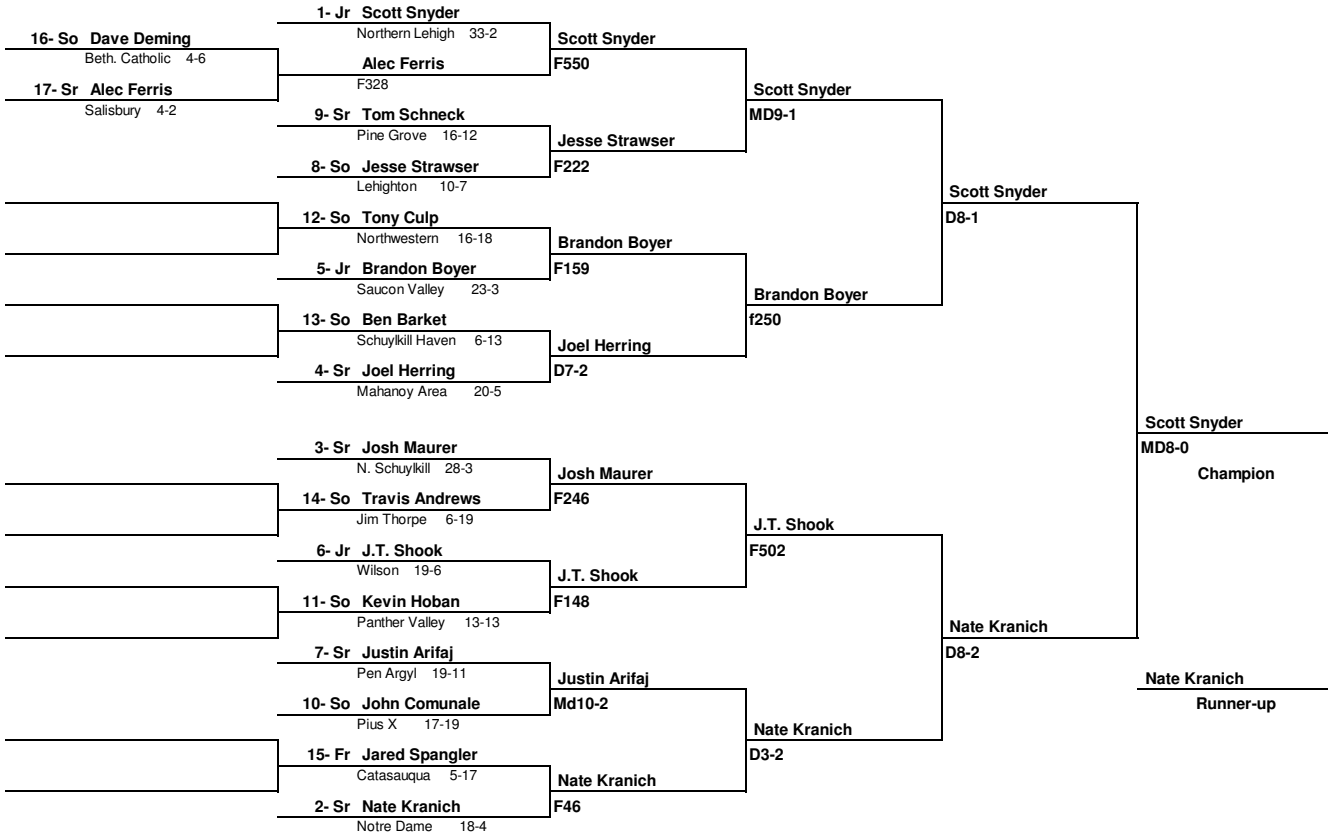 1- Jr Scott Snyder
Northern Lehigh 33-2
16- So Dave Deming
Beth. Catholic 4-6
Scott Snyder
F550
Alec Ferris
F328
17- Sr Alec Ferris
Salisbury 4-2
Scott Snyder
MD9-1
9- Sr Tom Schneck
Pine Grove 16-12
Jesse Strawser
F222
8- So Jesse Strawser
Lehighton 10-7
Scott Snyder
D8-1
12- So Tony Culp
Northwestern 16-18
Brandon Boyer
F159
5- Jr Brandon Boyer
Saucon Valley 23-3
Brandon Boyer
f250
13- So Ben Barket
Schuylkill Haven 6-13
Joel Herring
D7-2
4- Sr Joel Herring
Mahanoy Area 20-5
Scott Snyder
MD8-0
Champion
3- Sr Josh Maurer
N. Schuylkill 28-3
Josh Maurer
F246
14- So Travis Andrews
Jim Thorpe 6-19
J.T. Shook
F502
6- Jr J.T. Shook
Wilson 19-6
J.T. Shook
F148
11- So Kevin Hoban
Panther Valley 13-13
Nate Kranich
D8-2
7- Sr Justin Arifaj
Pen Argyl 19-11
Justin Arifaj
Md10-2
Nate Kranich
Runner-up
10- So John Comunale
Pius X 17-19
Nate Kranich
D3-2
15- Fr Jared Spangler
Catasauqua 5-17
Nate Kranich
F46
2- Sr Nate Kranich
Notre Dame 18-4